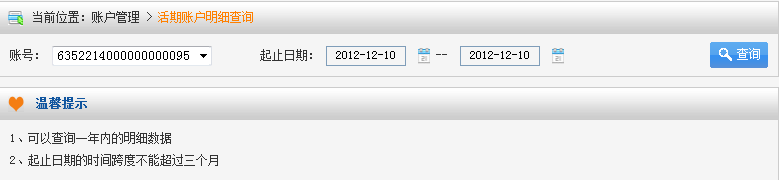 当前位置：账户管理 > 活期账户明细查询
账号： 6352214000000000095 起止日期： 2012-12-10 -- 2012-12-10 查询
温馨提示
1、可以查询一年内的明细数据
2、起止日期的时间跨度不能超过三个月